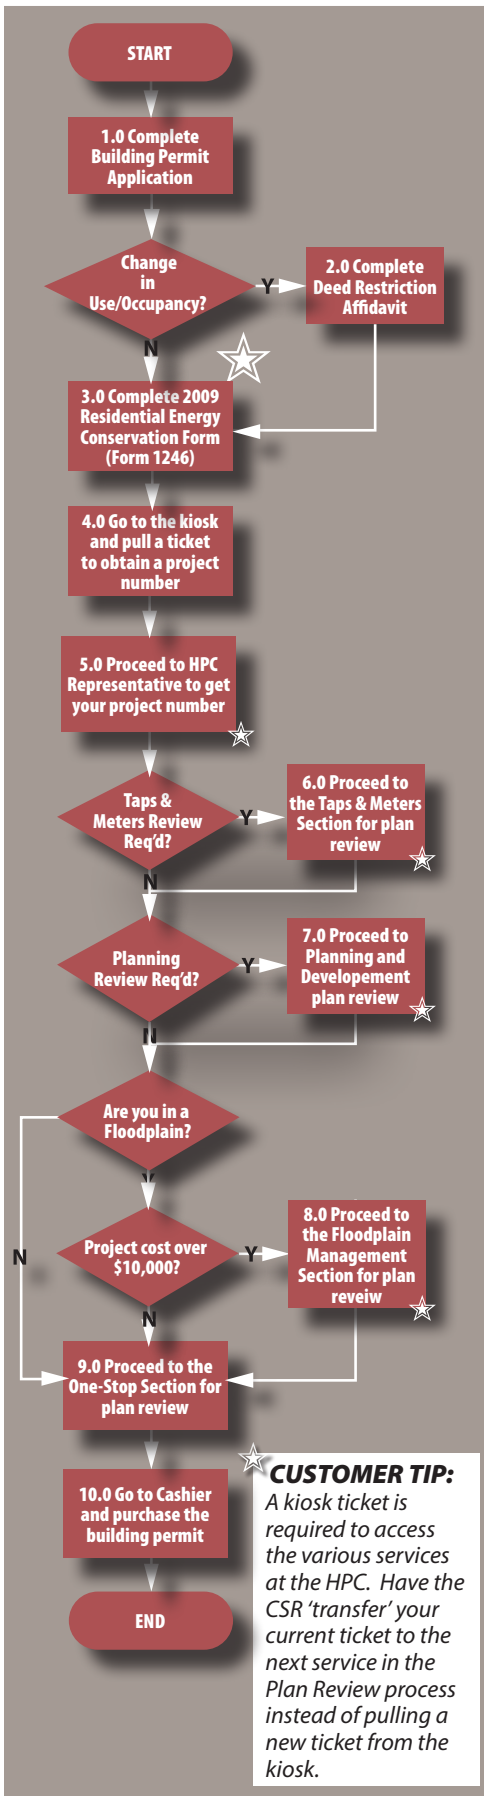 START
1.0 Complete
Building Permit
Application
Change
in
Use/Occupancy?
Y
2.0 Complete
Deed Restriction
Affidavit
N
3.0 Complete 2009
Residential Energy
Conservation Form
(Form 1246)
4.0 Go to the kiosk
and pull a ticket
to obtain a project
number
5.0 Proceed to HPC
Representative to get
your project number
Taps &
Meters Review
Req'd?
Y
6.0 Proceed to
the Taps & Meters
Section for plan
review
N
Planning
Review Req'd?
Y
7.0 Proceed to
Planning and
Developement
plan review
N
Are you in a
Floodplain?
Y
N
Project cost over
$10,000?
Y
8.0 Proceed to
the Floodplain
Management
Section for plan
reveiw
N
9.0 Proceed to the
One-Stop Section for
plan review
10.0 Go to Cashier
and purchase the
building permit
END
CUSTOMER TIP:
A kiosk ticket is
required to access
the various services
at the HPC.  Have the
CSR ‘transfer’ your
current ticket to the
next service in the
Plan Review process
instead of pulling a
new ticket from the
kiosk.